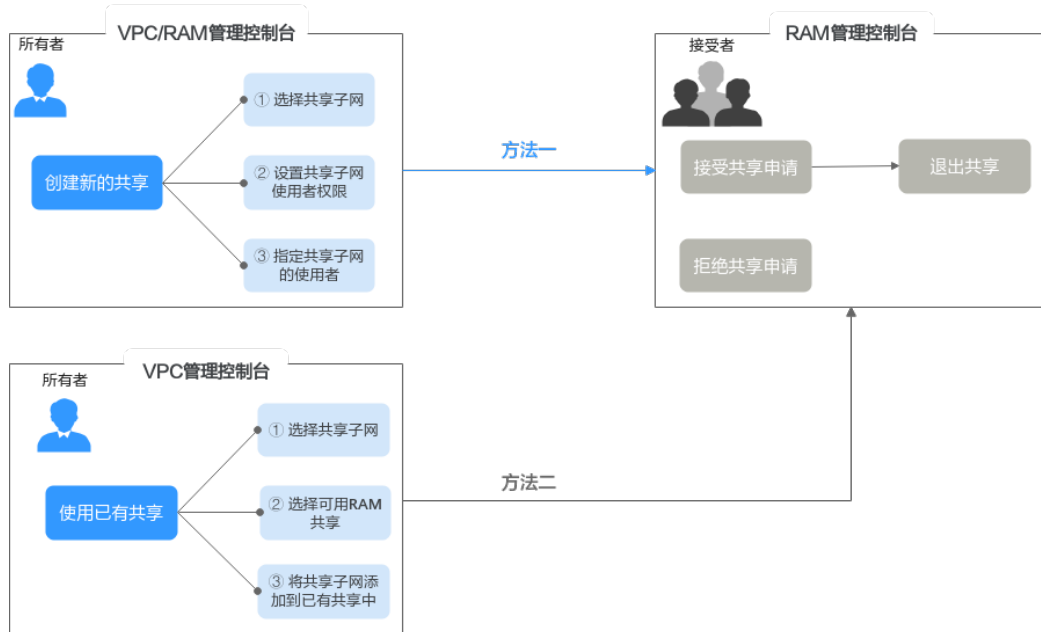 VPC/RAM管理控制台
所有者
① 选择共享子网
创建新的共享
② 设置共享子网
使用者权限
③ 指定共享子网
的使用者
方法一
RAM管理控制台
接受者
接受共享申请
退出共享
拒绝共享申请
VPC管理控制台
所有者
① 选择共享子网
使用已有共享
② 选择可用RAM
共享
③ 将共享子网添
加到已有共享中
方法二